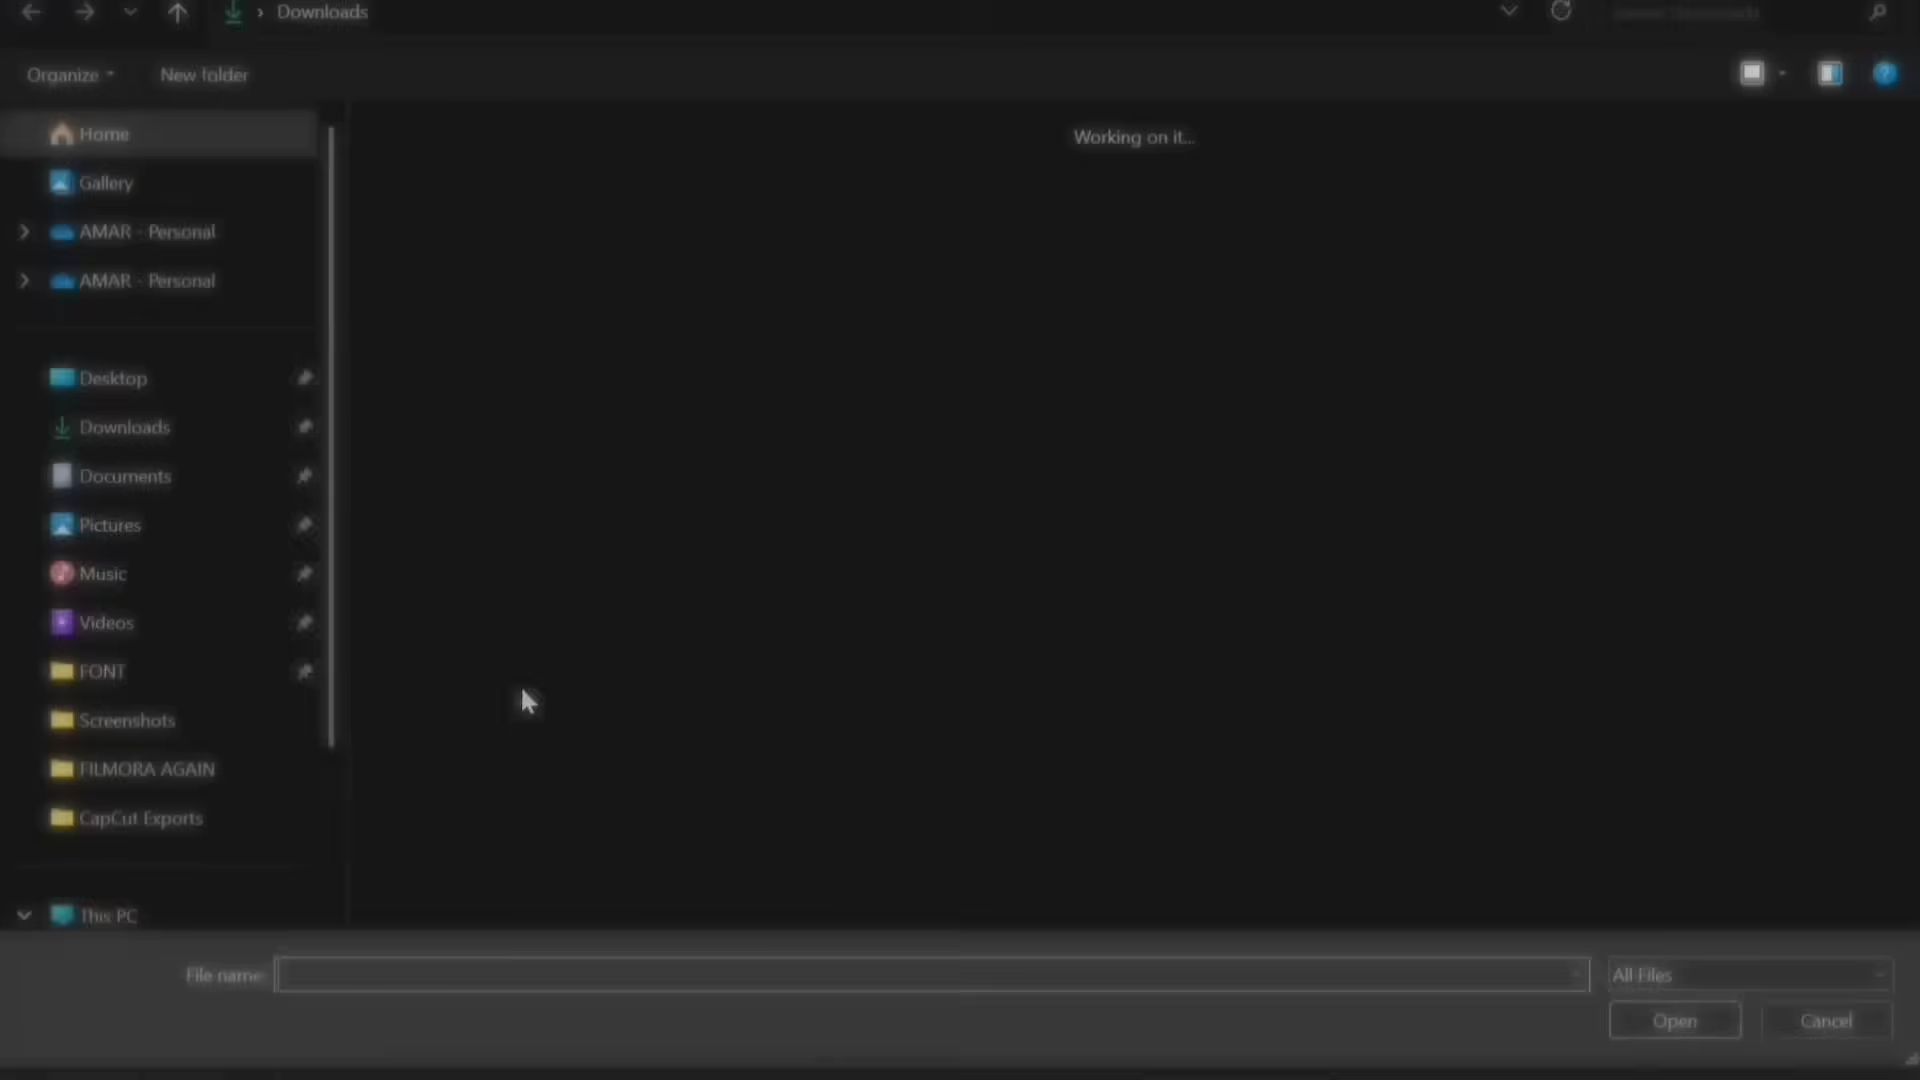 Downloads
Organize
New folder
Home
Working on it...
Gallery
AMAR - Personal
AMAR - Personal
Desktop
Downloads
Documents
Pictures
Music
Videos
FONT
Screenshots
FILMORA AGAIN
CapCut Exports
This PC
File name:
All Files
Open
Cancel